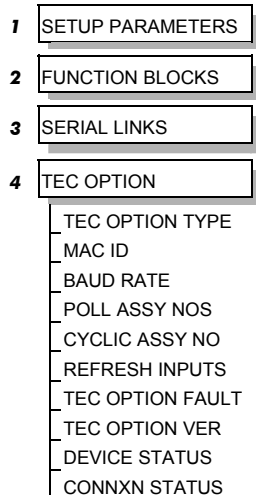 1 SETUP PARAMETERS
2 FUNCTION BLOCKS
3 SERIAL LINKS
4 TEC OPTION
TEC OPTION TYPE
MAC ID
BAUD RATE
POLL ASSY NOS
CYCLIC ASSY NO
REFRESH INPUTS
TEC OPTION FAULT
TEC OPTION VER
DEVICE STATUS
CONNXN STATUS